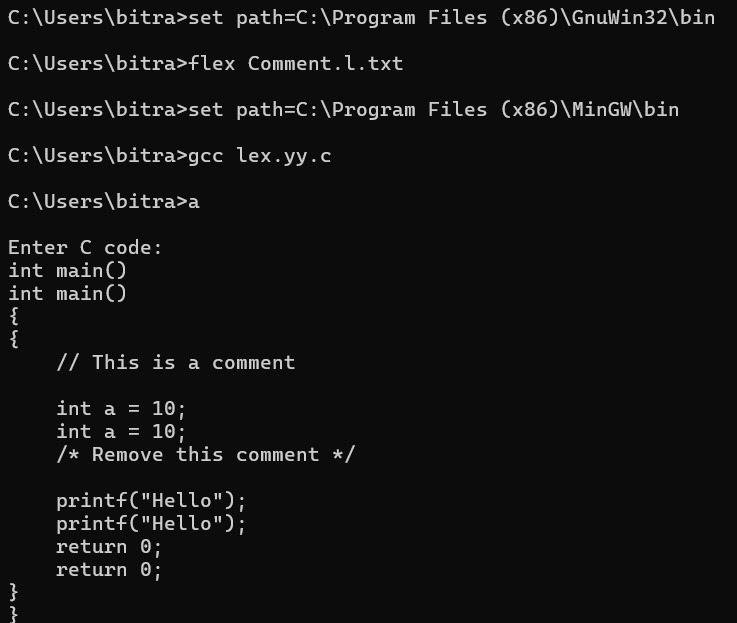 C:\Users\bitra>set path=C:\Program Files (x86)\GnuWin32\bin
C:\Users\bitra>flex Comment.l.txt
C:\Users\bitra>set path=C:\Program Files (x86)\MinGW\bin
C:\Users\bitra>gcc lex.yy.c
C:\Users\bitra>a
Enter C code:
int main()
int main()
{
{
    // This is a comment
    int a = 10;
    int a = 10;
    /* Remove this comment */
    printf("Hello");
    printf("Hello");
    return 0;
    return 0;
}
}